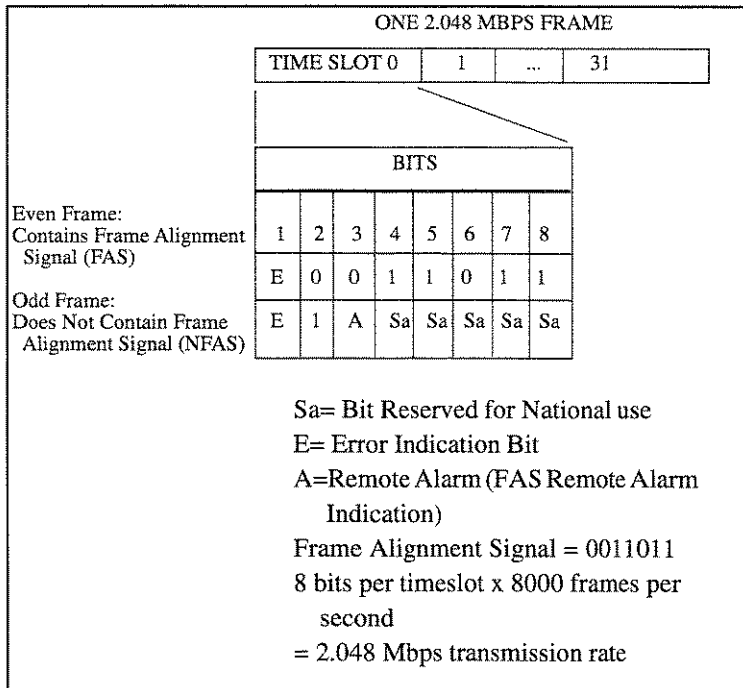 ONE 2.048 MBPS FRAME
TIME SLOT 0 1 ... 31
BITS
Even Frame:
Contains Frame Alignment
Signal (FAS)
1 2 3 4 5 6 7 8
E 0 0 1 1 0 1 1
Odd Frame:
Does Not Contain Frame
Alignment Signal (NFAS)
E 1 A Sa Sa Sa Sa Sa
Sa= Bit Reserved for National use
E= Error Indication Bit
A=Remote Alarm (FAS Remote Alarm
Indication)
Frame Alignment Signal = 0011011
8 bits per timeslot x 8000 frames per
second
= 2.048 Mbps transmission rate